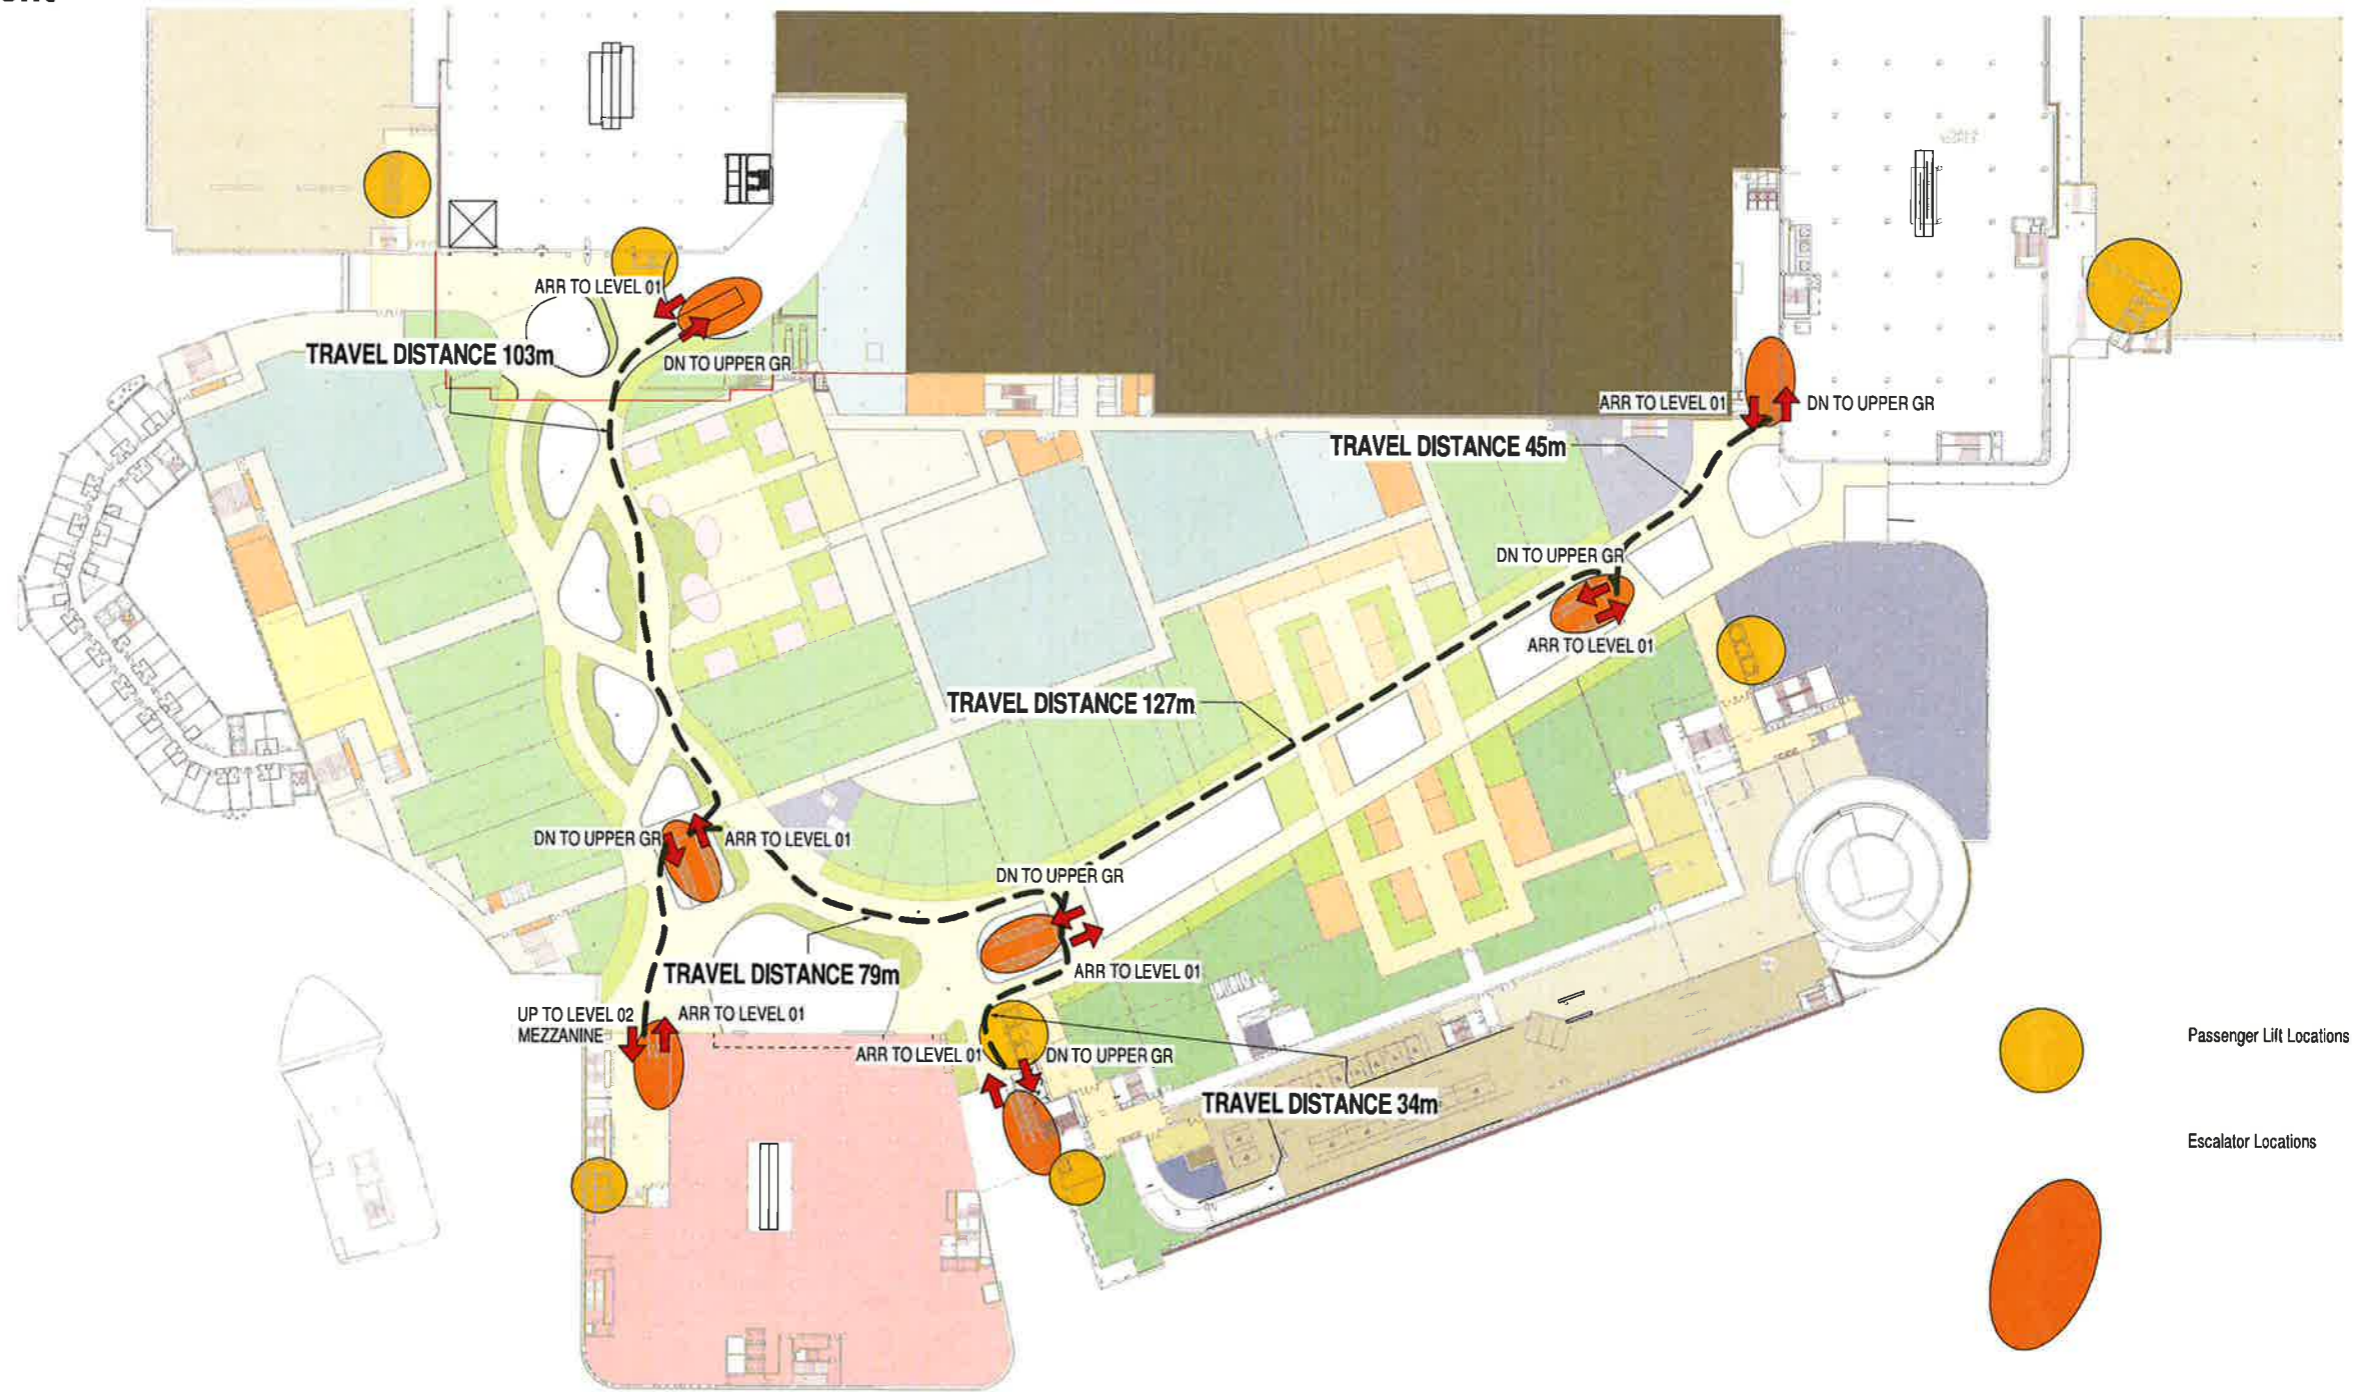 ARR TO LEVEL 01
TRAVEL DISTANCE 103m
DN TO UPPER GR
ARR TO LEVEL 01
DN TO UPPER GR
TRAVEL DISTANCE 45m
DN TO UPPER GR
ARR TO LEVEL 01
TRAVEL DISTANCE 127m
DN TO UPPER GR
ARR TO LEVEL 01
DN TO UPPER GR
TRAVEL DISTANCE 79m
ARR TO LEVEL 01
UP TO LEVEL 02
MEZZANINE
ARR TO LEVEL 01
ARR TO LEVEL 01
DN TO UPPER GR
TRAVEL DISTANCE 34m
Passenger Lift Locations
Escalator Locations